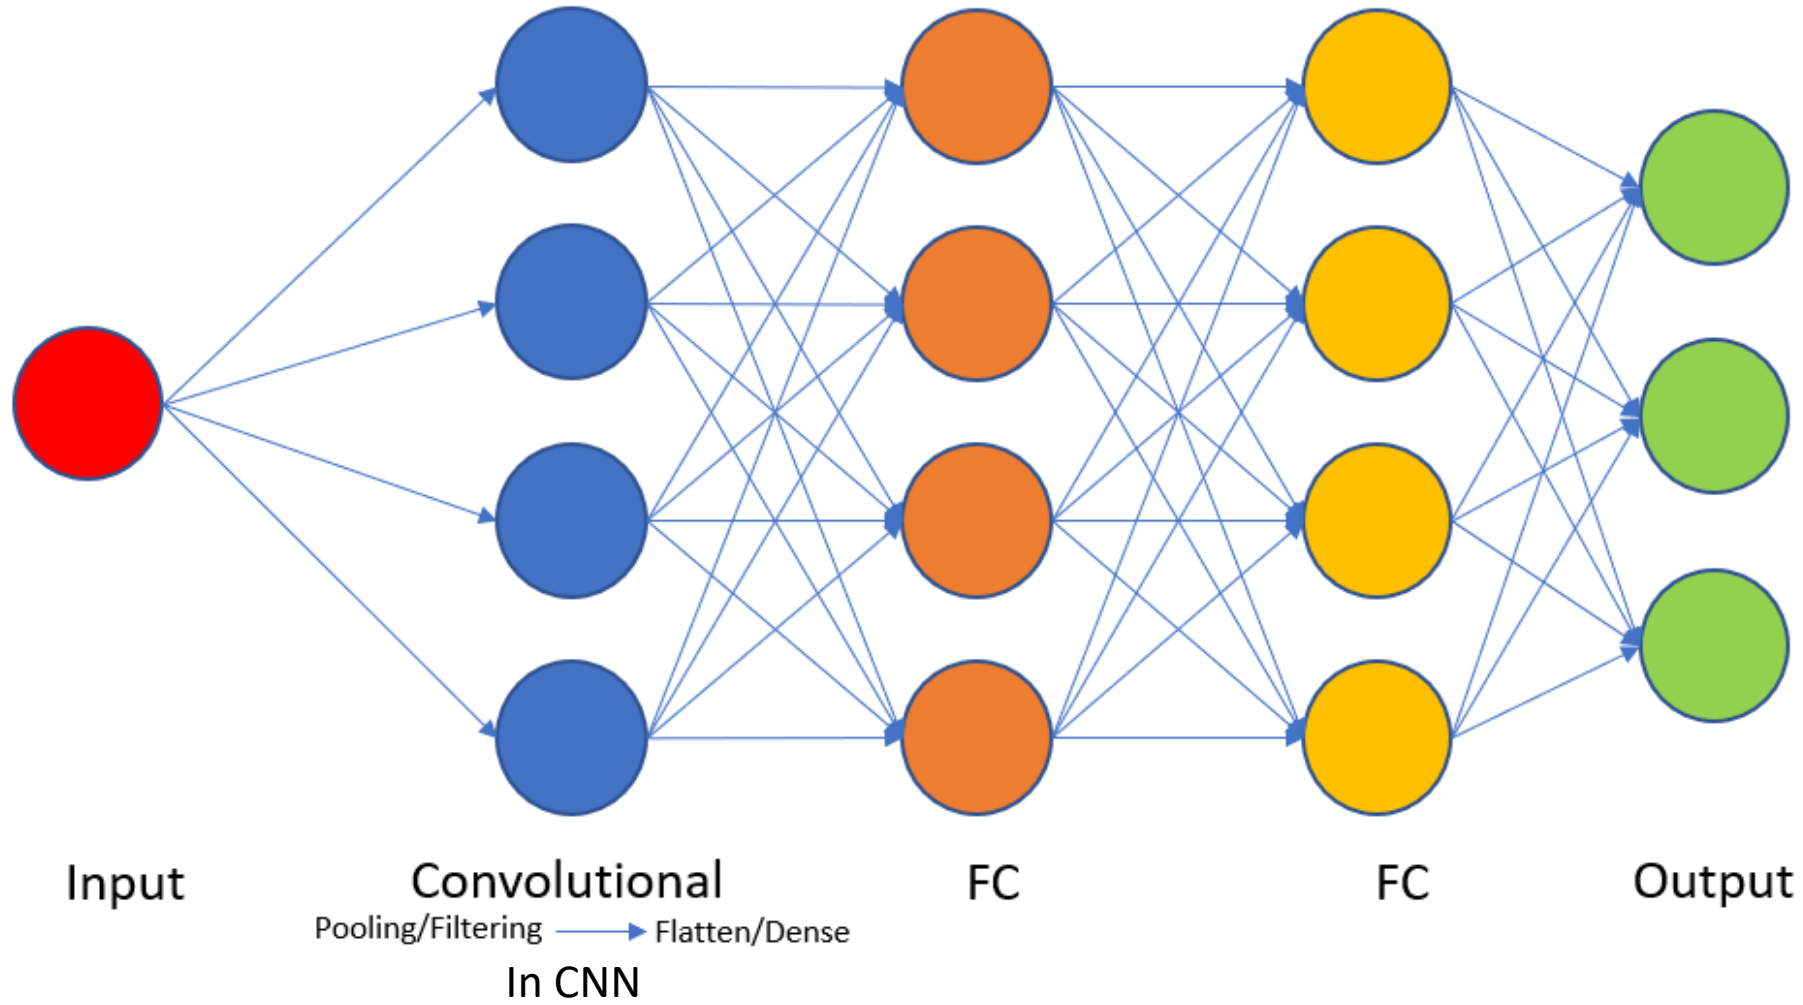 Input
Convolutional
FC
FC
Output
Pooling/Filtering
Flatten/Dense
In CNN